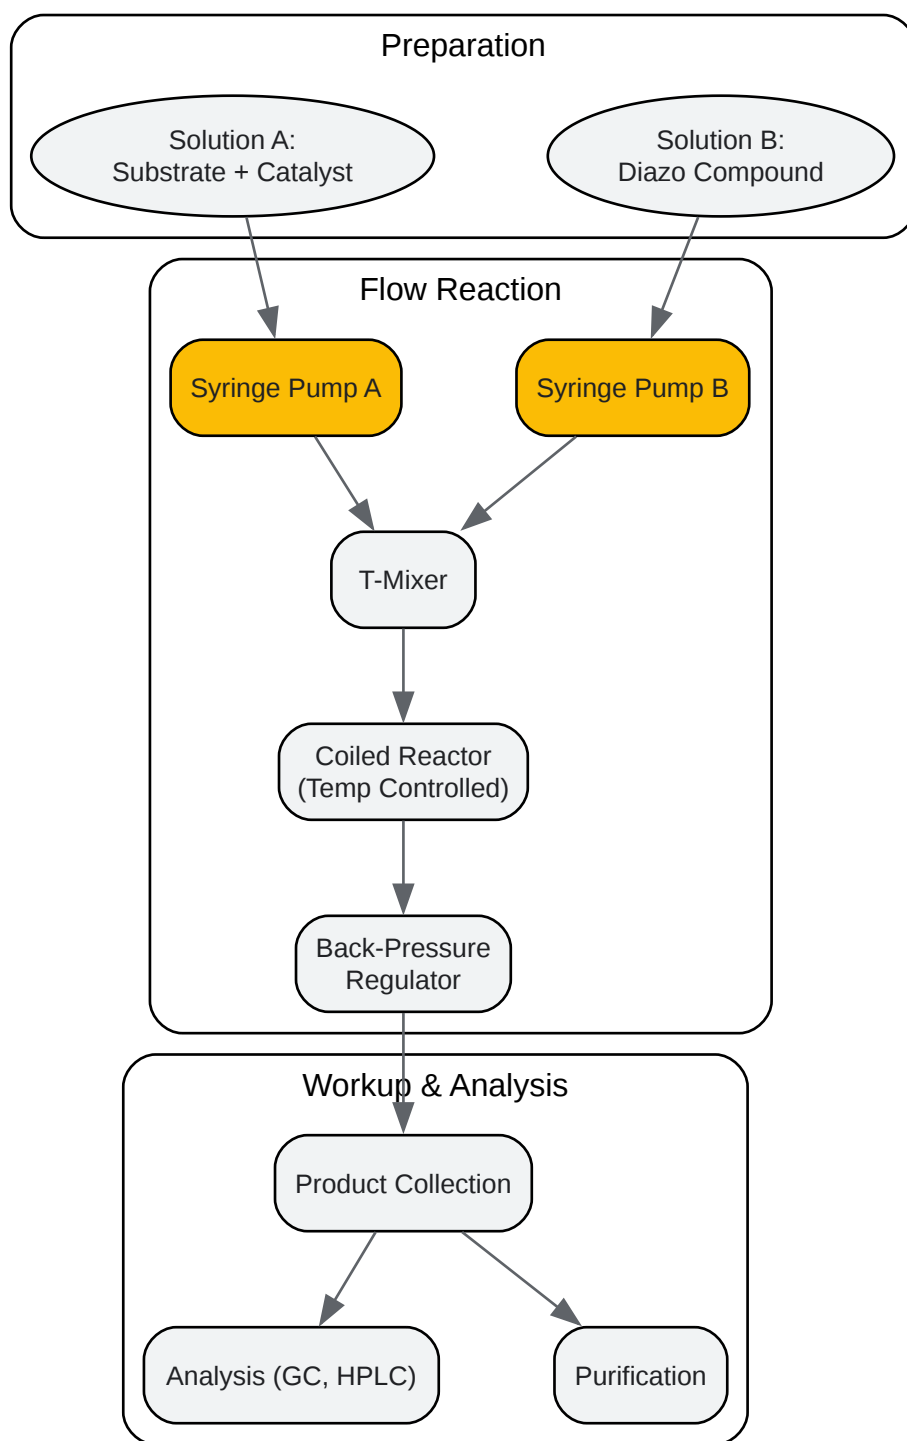 Preparation
Solution A:
Substrate + Catalyst
Solution B:
Diazo Compound
Flow Reaction
Syringe Pump A
Syringe Pump B
T-Mixer
Coiled Reactor
(Temp Controlled)
Back-Pressure
Regulator
Workup & Analysis
Product Collection
Analysis (GC, HPLC)
Purification